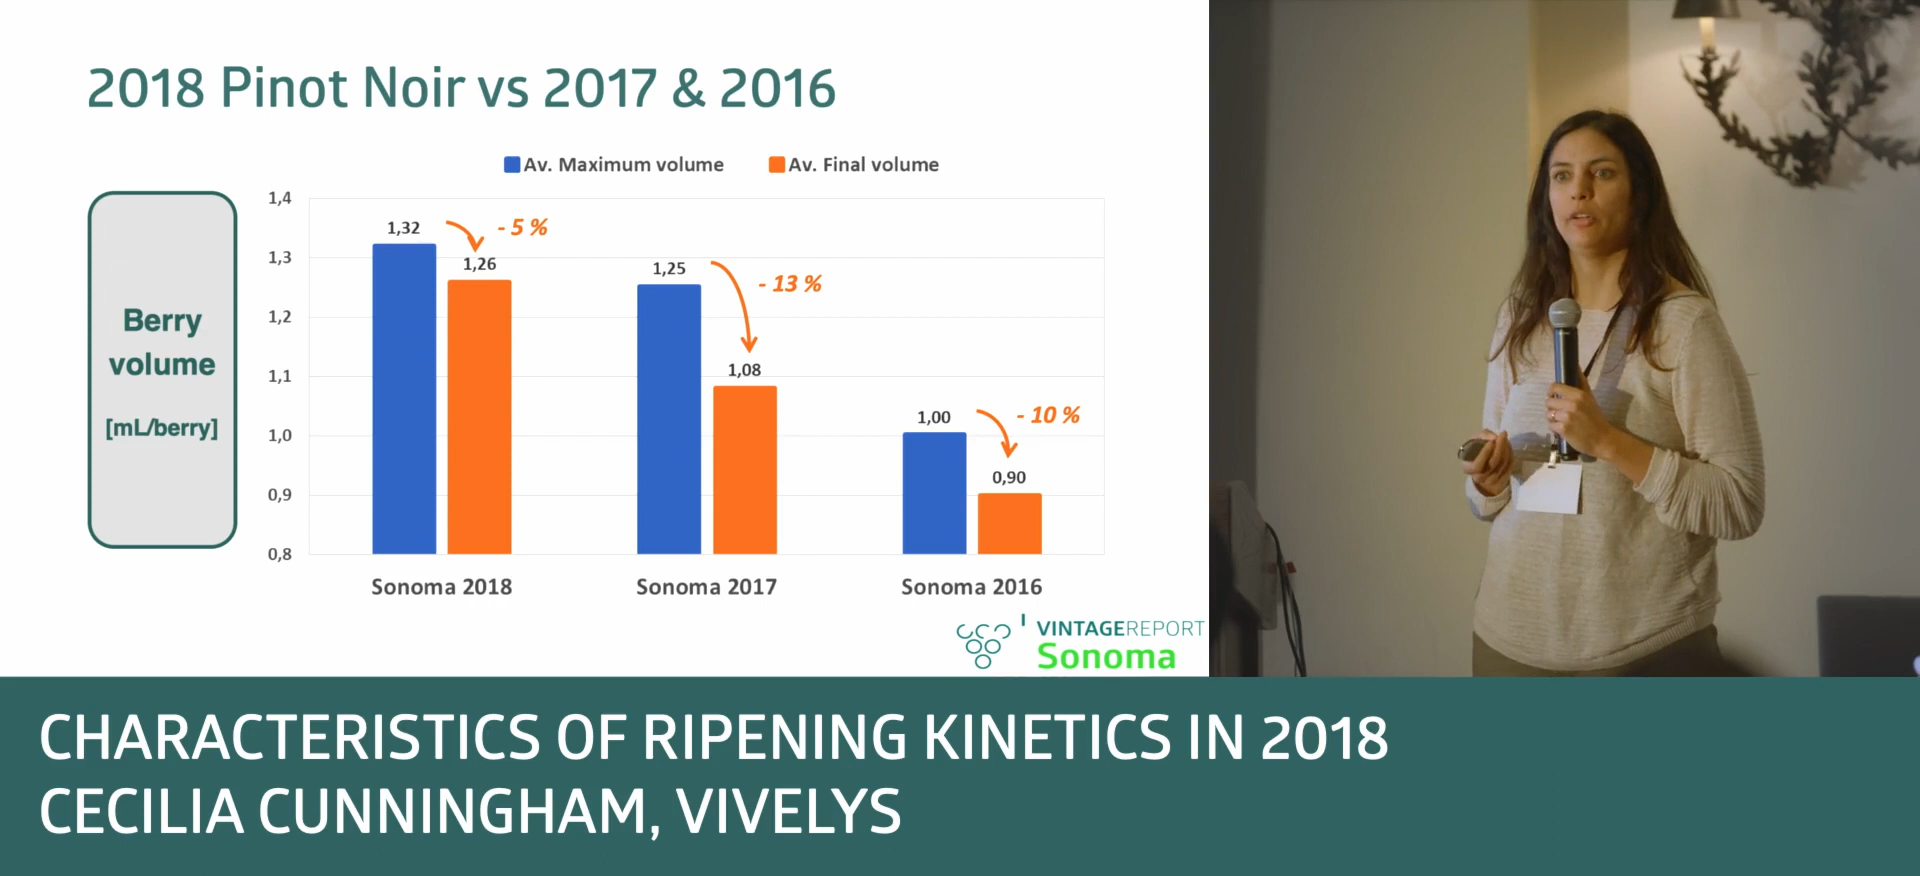 2018 Pinot Noir vs 2017 & 2016
Av. Maximum volume
Av. Final volume
Berry
volume
[mL/berry]
1,4
1,3
1,2
1,1
1,0
0,9
0,8
1,32
- 5 %
1,26
1,25
- 13 %
1,08
1,00
- 10 %
0,90
Sonoma 2018
Sonoma 2017
Sonoma 2016
VINTAGEREPORT
Sonoma
CHARACTERISTICS OF RIPENING KINETICS IN 2018
CECILIA CUNNINGHAM, VIVELYS